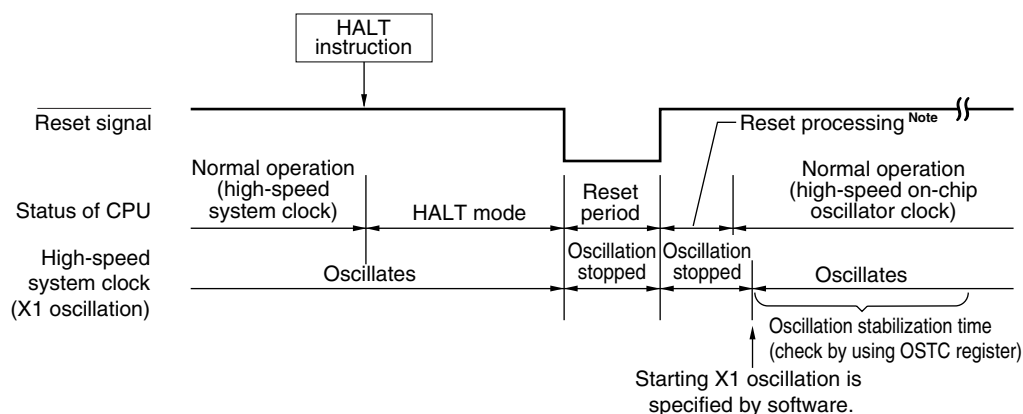 HALT
instruction
Reset signal
Reset processing Note
Status of CPU
Normal operation
(high-speed
system clock)
HALT mode
Reset
period
Normal operation
(high-speed on-chip
oscillator clock)
High-speed
system clock
(X1 oscillation)
Oscillates
Oscillation
stopped
Oscillation
stopped
Oscillates
Oscillation stabilization time
(check by using OSTC register)
Starting X1 oscillation is
specified by software.